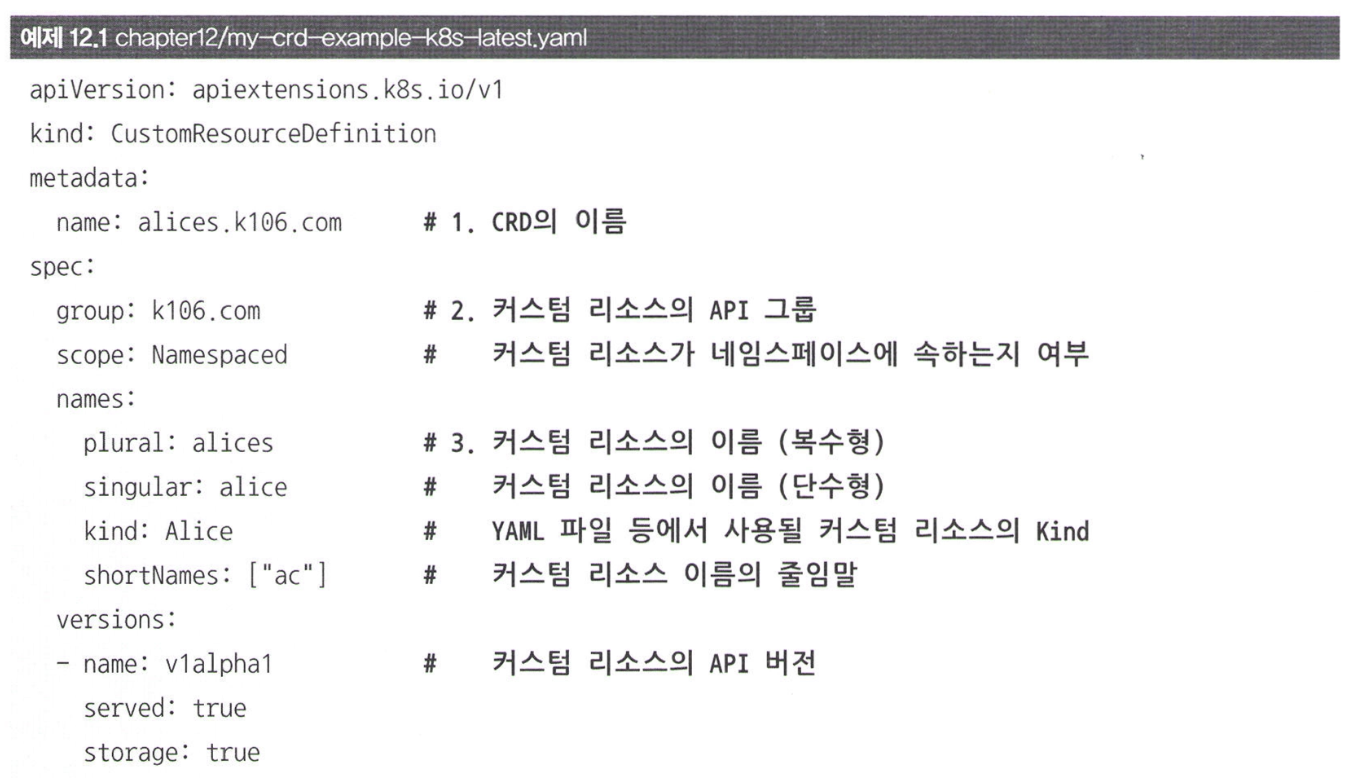 예제 12.1 chapter12/my-crd-example-k8s-latest.yaml
apiVersion: apiextensions.k8s.io/v1
kind: CustomResourceDefinition
metadata:
  name: alices.k106.com      # 1. CRD의 이름
spec:
  group: k106.com            # 2. 커스텀 리소스의 API 그룹
  scope: Namespaced          #    커스텀 리소스가 네임스페이스에 속하는지 여부
  names:
    plural: alices           # 3. 커스텀 리소스의 이름 (복수형)
    singular: alice          #    커스텀 리소스의 이름 (단수형)
    kind: Alice              #    YAML 파일 등에서 사용될 커스텀 리소스의 Kind
    shortNames: ["ac"]       #    커스텀 리소스 이름의 줄임말
  versions:
  - name: v1alpha1           #    커스텀 리소스의 API 버전
    served: true
    storage: true